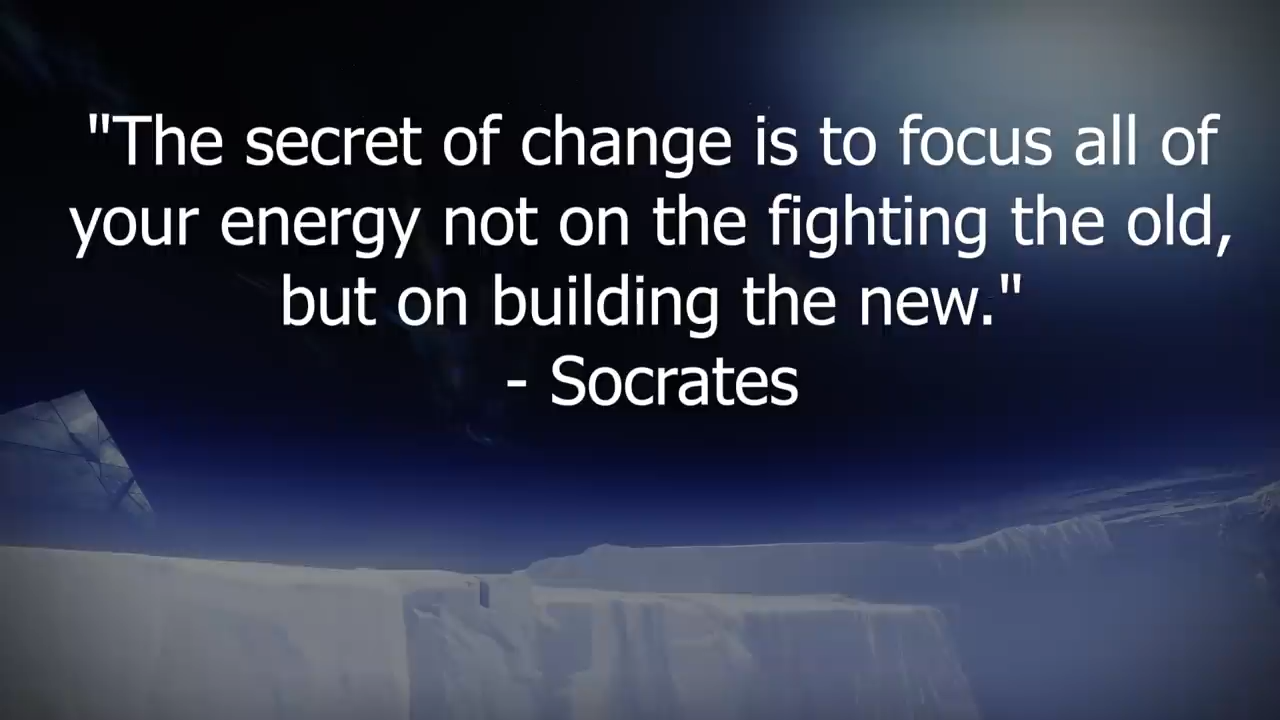 "The secret of change is to focus all of
your energy not on the fighting the old,
but on building the new."
- Socrates